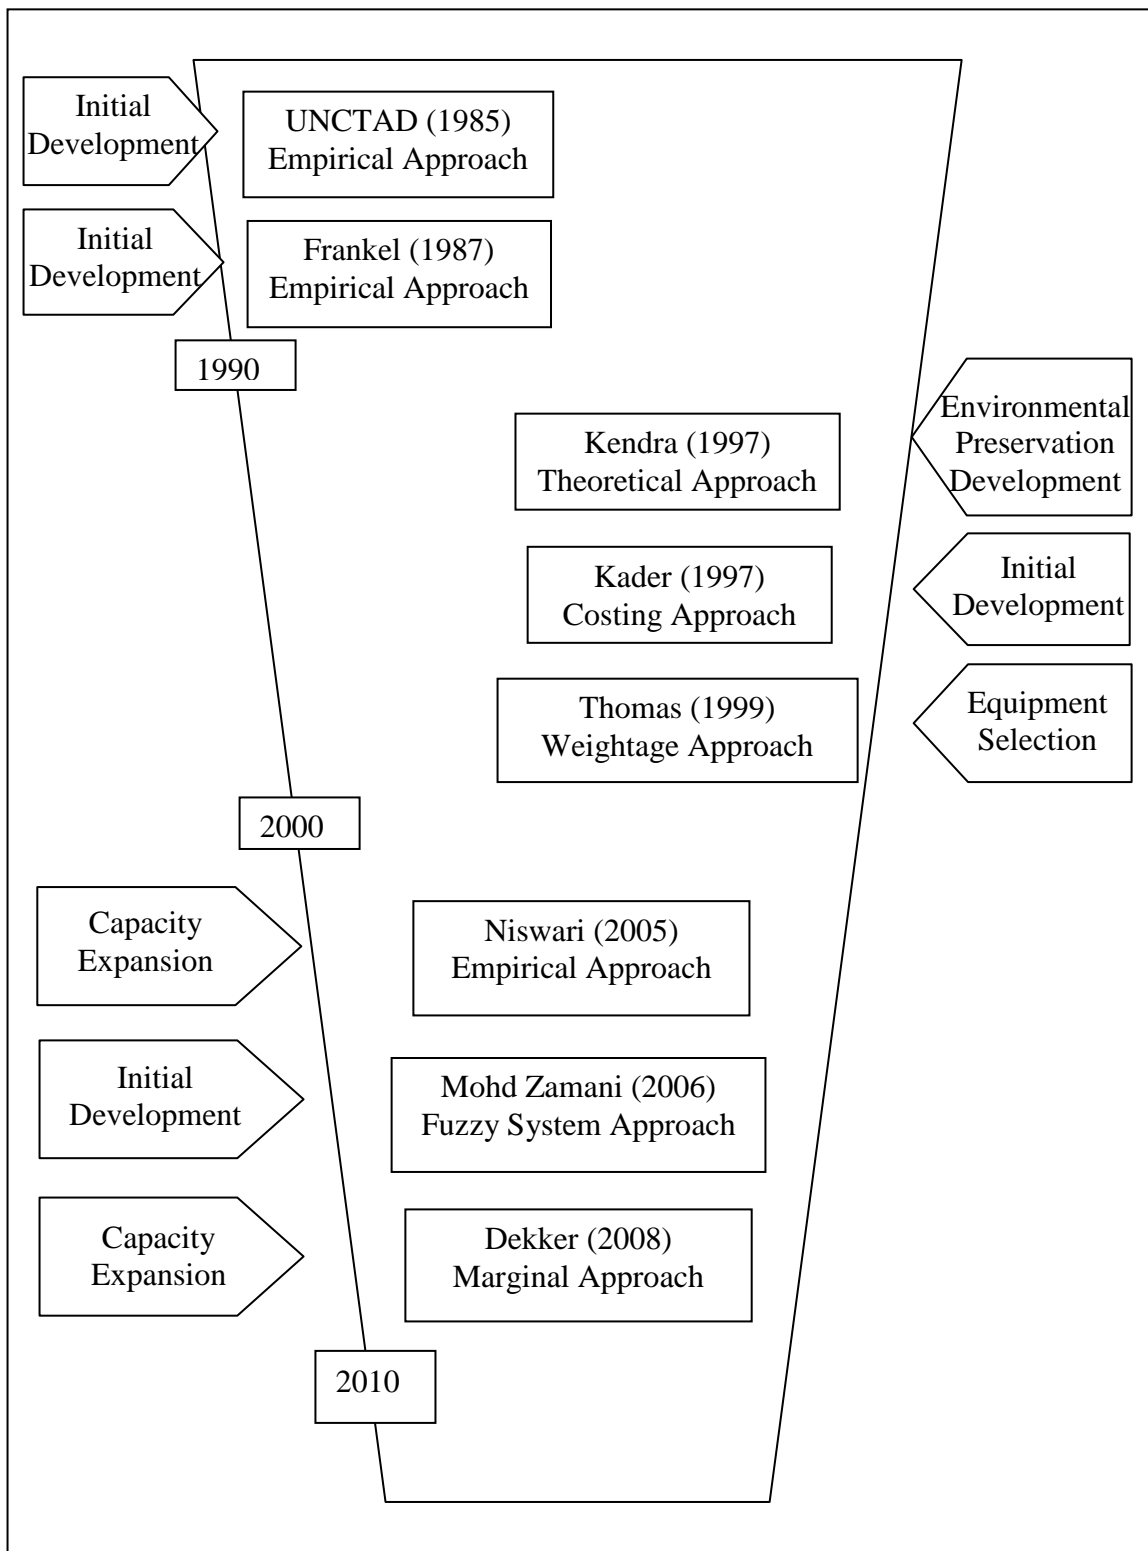 Initial
Development
UNCTAD (1985)
Empirical Approach
Initial
Development
Frankel (1987)
Empirical Approach
1990
Kendra (1997)
Theoretical Approach
Environmental
Preservation
Development
Kader (1997)
Costing Approach
Initial
Development
Thomas (1999)
Weightage Approach
Equipment
Selection
2000
Capacity
Expansion
Niswari (2005)
Empirical Approach
Initial
Development
Mohd Zamani (2006)
Fuzzy System Approach
Capacity
Expansion
Dekker (2008)
Marginal Approach
2010